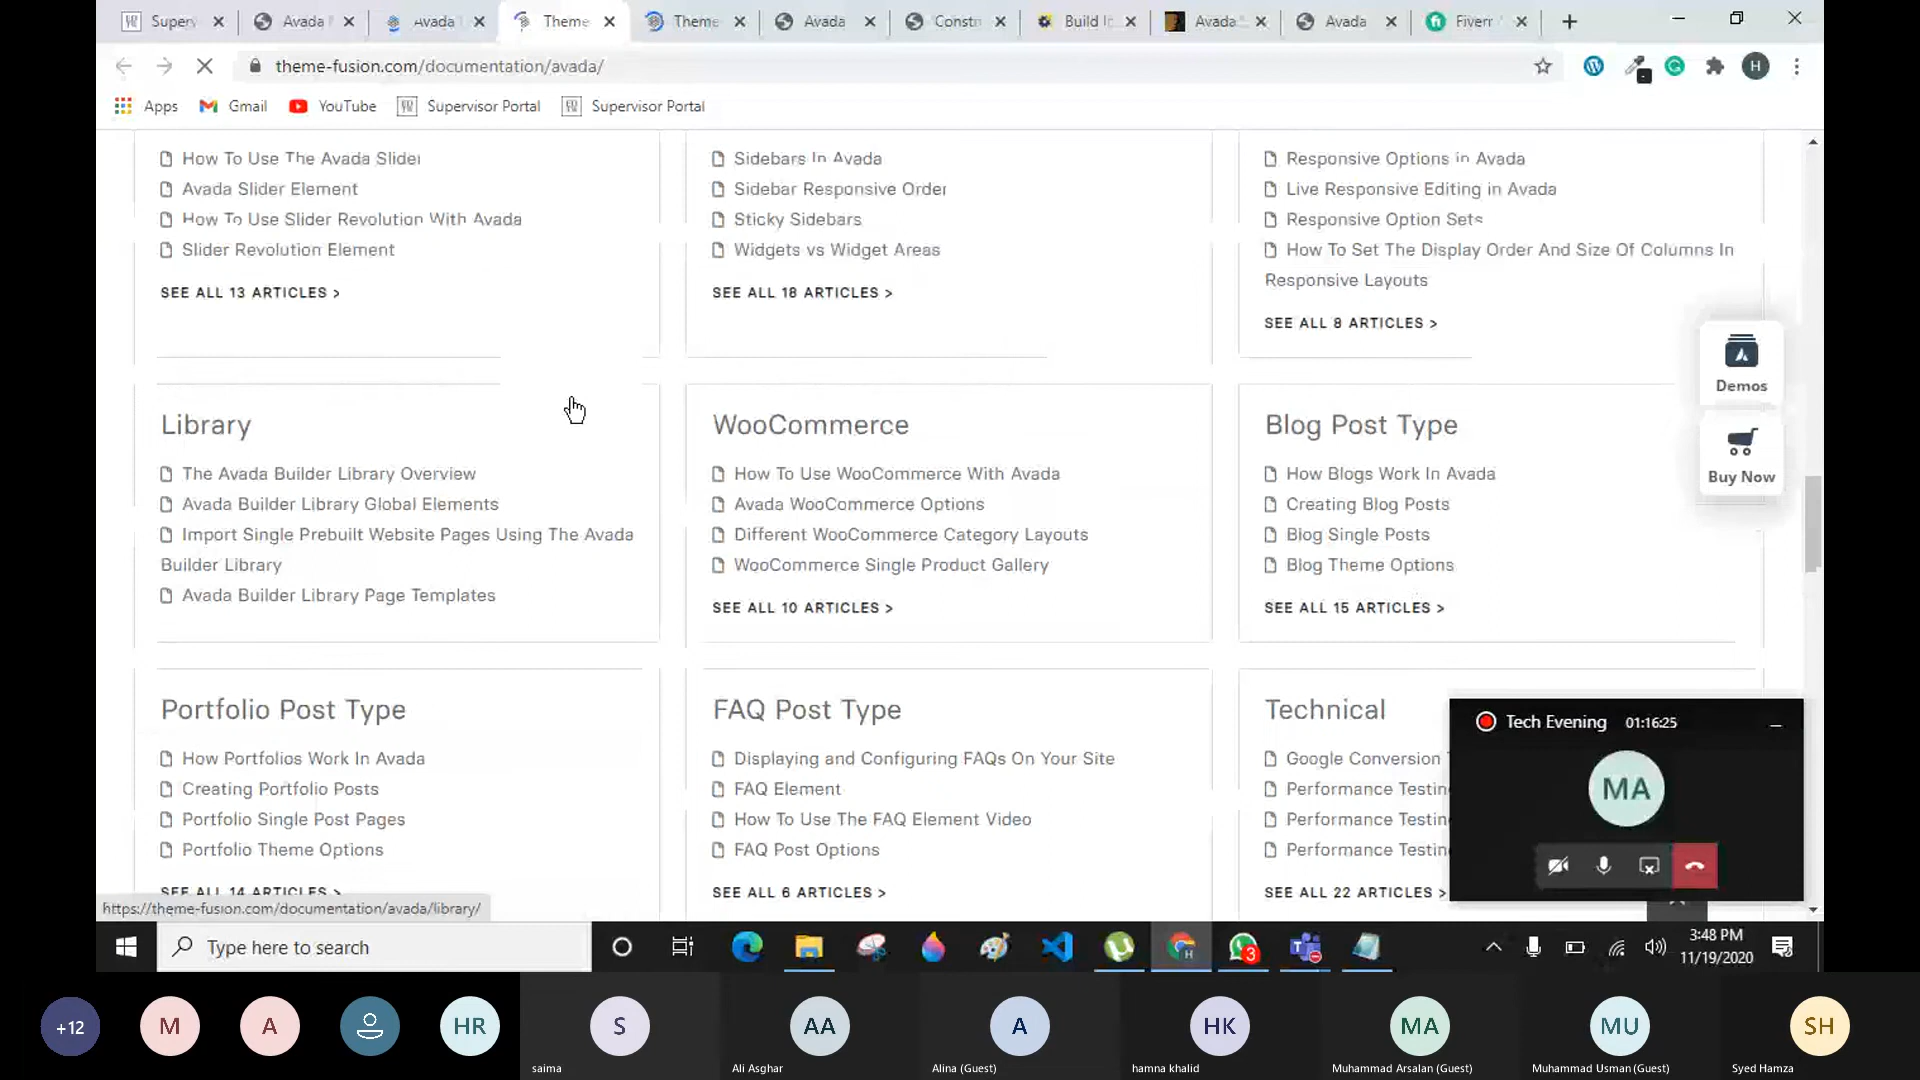 Superv
Avada
Avada
Theme
Theme
Avada
Constr
Build
Avada
Avada
Fiverr
theme-fusion.com/documentation/avada/
H
Apps
Gmail
YouTube
Supervisor Portal
Supervisor Portal
How To Use The Avada Slider
Avada Slider Element
How To Use Slider Revolution With Avada
Slider Revolution Element
SEE ALL 13 ARTICLES >
Sidebars In Avada
Sidebar Responsive Order
Sticky Sidebars
Widgets vs Widget Areas
SEE ALL 18 ARTICLES >
Responsive Options in Avada
Live Responsive Editing in Avada
Responsive Option Sets
How To Set The Display Order And Size Of Columns In
Responsive Layouts
SEE ALL 8 ARTICLES >
Demos
Buy Now
Library
The Avada Builder Library Overview
Avada Builder Library Global Elements
Import Single Prebuilt Website Pages Using The Avada
Builder Library
Avada Builder Library Page Templates
WooCommerce
How To Use WooCommerce With Avada
Avada WooCommerce Options
Different WooCommerce Category Layouts
WooCommerce Single Product Gallery
SEE ALL 10 ARTICLES >
Blog Post Type
How Blogs Work In Avada
Creating Blog Posts
Blog Single Posts
Blog Theme Options
SEE ALL 15 ARTICLES >
Portfolio Post Type
How Portfolios Work In Avada
Creating Portfolio Posts
Portfolio Single Post Pages
Portfolio Theme Options
SEE ALL 14 ARTICLES >
FAQ Post Type
Displaying and Configuring FAQs On Your Site
FAQ Element
How To Use The FAQ Element Video
FAQ Post Options
SEE ALL 6 ARTICLES >
Technical
Google Conversion
Performance Testin
Performance Testin
Performance Testin
SEE ALL 22 ARTICLES >
Tech Evening 01:16:25
MA
https://theme-fusion.com/documentation/avada/library/
Type here to search
H
3
3:48 PM
11/19/2020
+12
M
A
HR
S
saima
AA
Ali Asghar
A
Alina (Guest)
HK
hamna khalid
MA
Muhammad Arsalan (Guest)
MU
Muhammad Usman (Guest)
SH
Syed Hamza